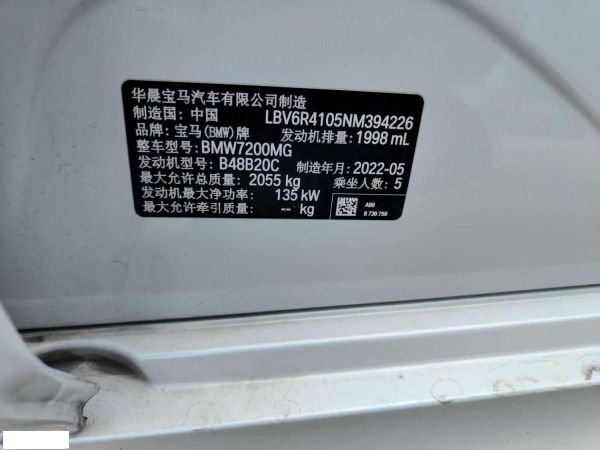 华晨宝马汽车有限公司制造
制造国：中国 LBV6R4105NM394226
品牌：宝马(BMW)牌 发动机排量：1998 mL
整车型号：BMW7200MG
发动机型号：B48B20C 制造年月：2022-05
最大允许总质量：2055 kg 乘坐人数：5
发动机最大净功率：135 kW
最大允许牵引质量：-- kg
A96
8 736 756